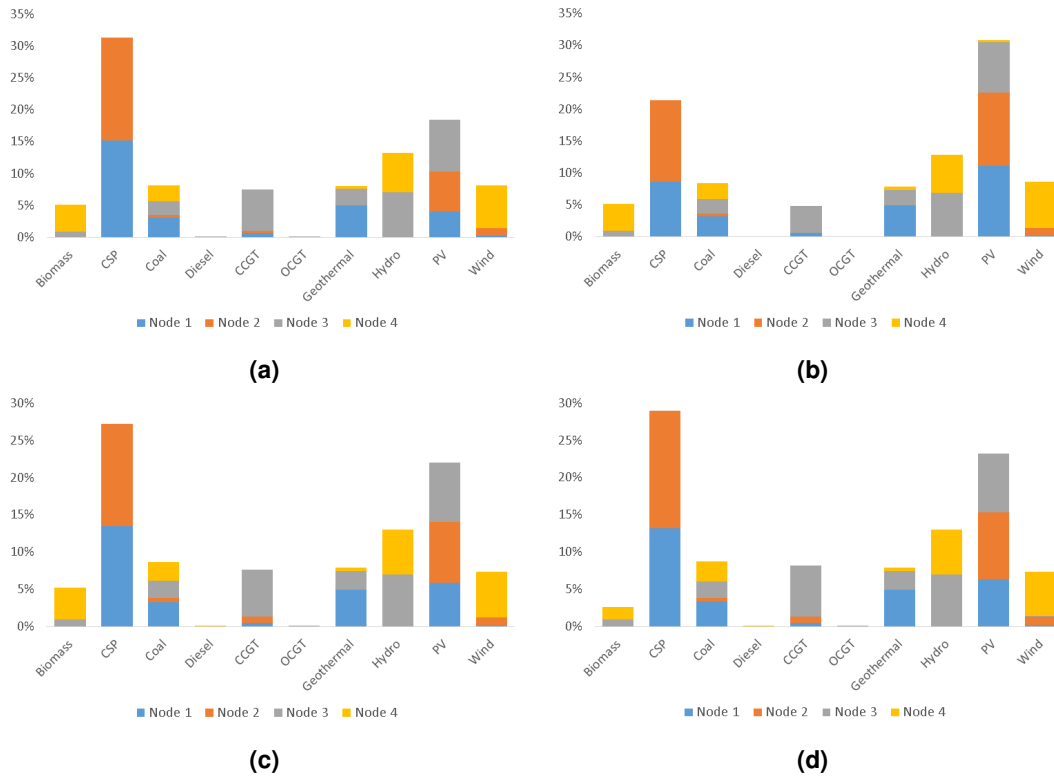 35%
30%
25%
20%
15%
10%
5%
0%
Biomass CSP Coal Diesel CCGT OCGT Geothermal Hydro PV Wind
Node 1 Node 2 Node 3 Node 4
(a)
35%
30%
25%
20%
15%
10%
5%
0%
Biomass CSP Coal Diesel CCGT OCGT Geothermal Hydro PV Wind
Node 1 Node 2 Node 3 Node 4
(b)
30%
25%
20%
15%
10%
5%
0%
Biomass CSP Coal Diesel CCGT OCGT Geothermal Hydro PV Wind
Node 1 Node 2 Node 3 Node 4
(c)
30%
25%
20%
15%
10%
5%
0%
Biomass CSP Coal Diesel CCGT OCGT Geothermal Hydro PV Wind
Node 1 Node 2 Node 3 Node 4
(d)